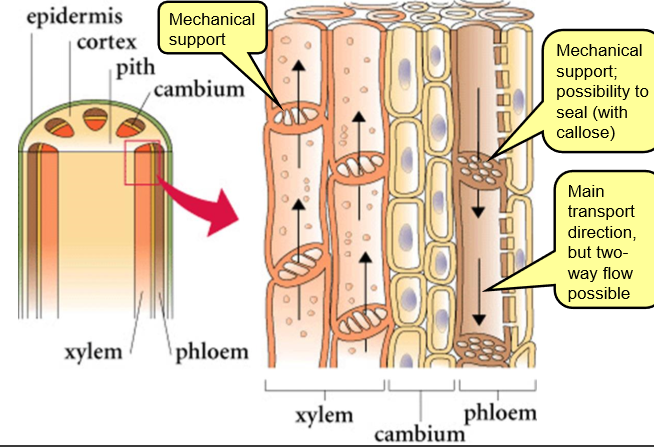 epidermis
cortex
pith
cambium
Mechanical
support
Mechanical
support;
possibility to
seal (with
callose)
Main
transport
direction,
but two-
way flow
possible
xylem
phloem
xylem
cambium
phloem